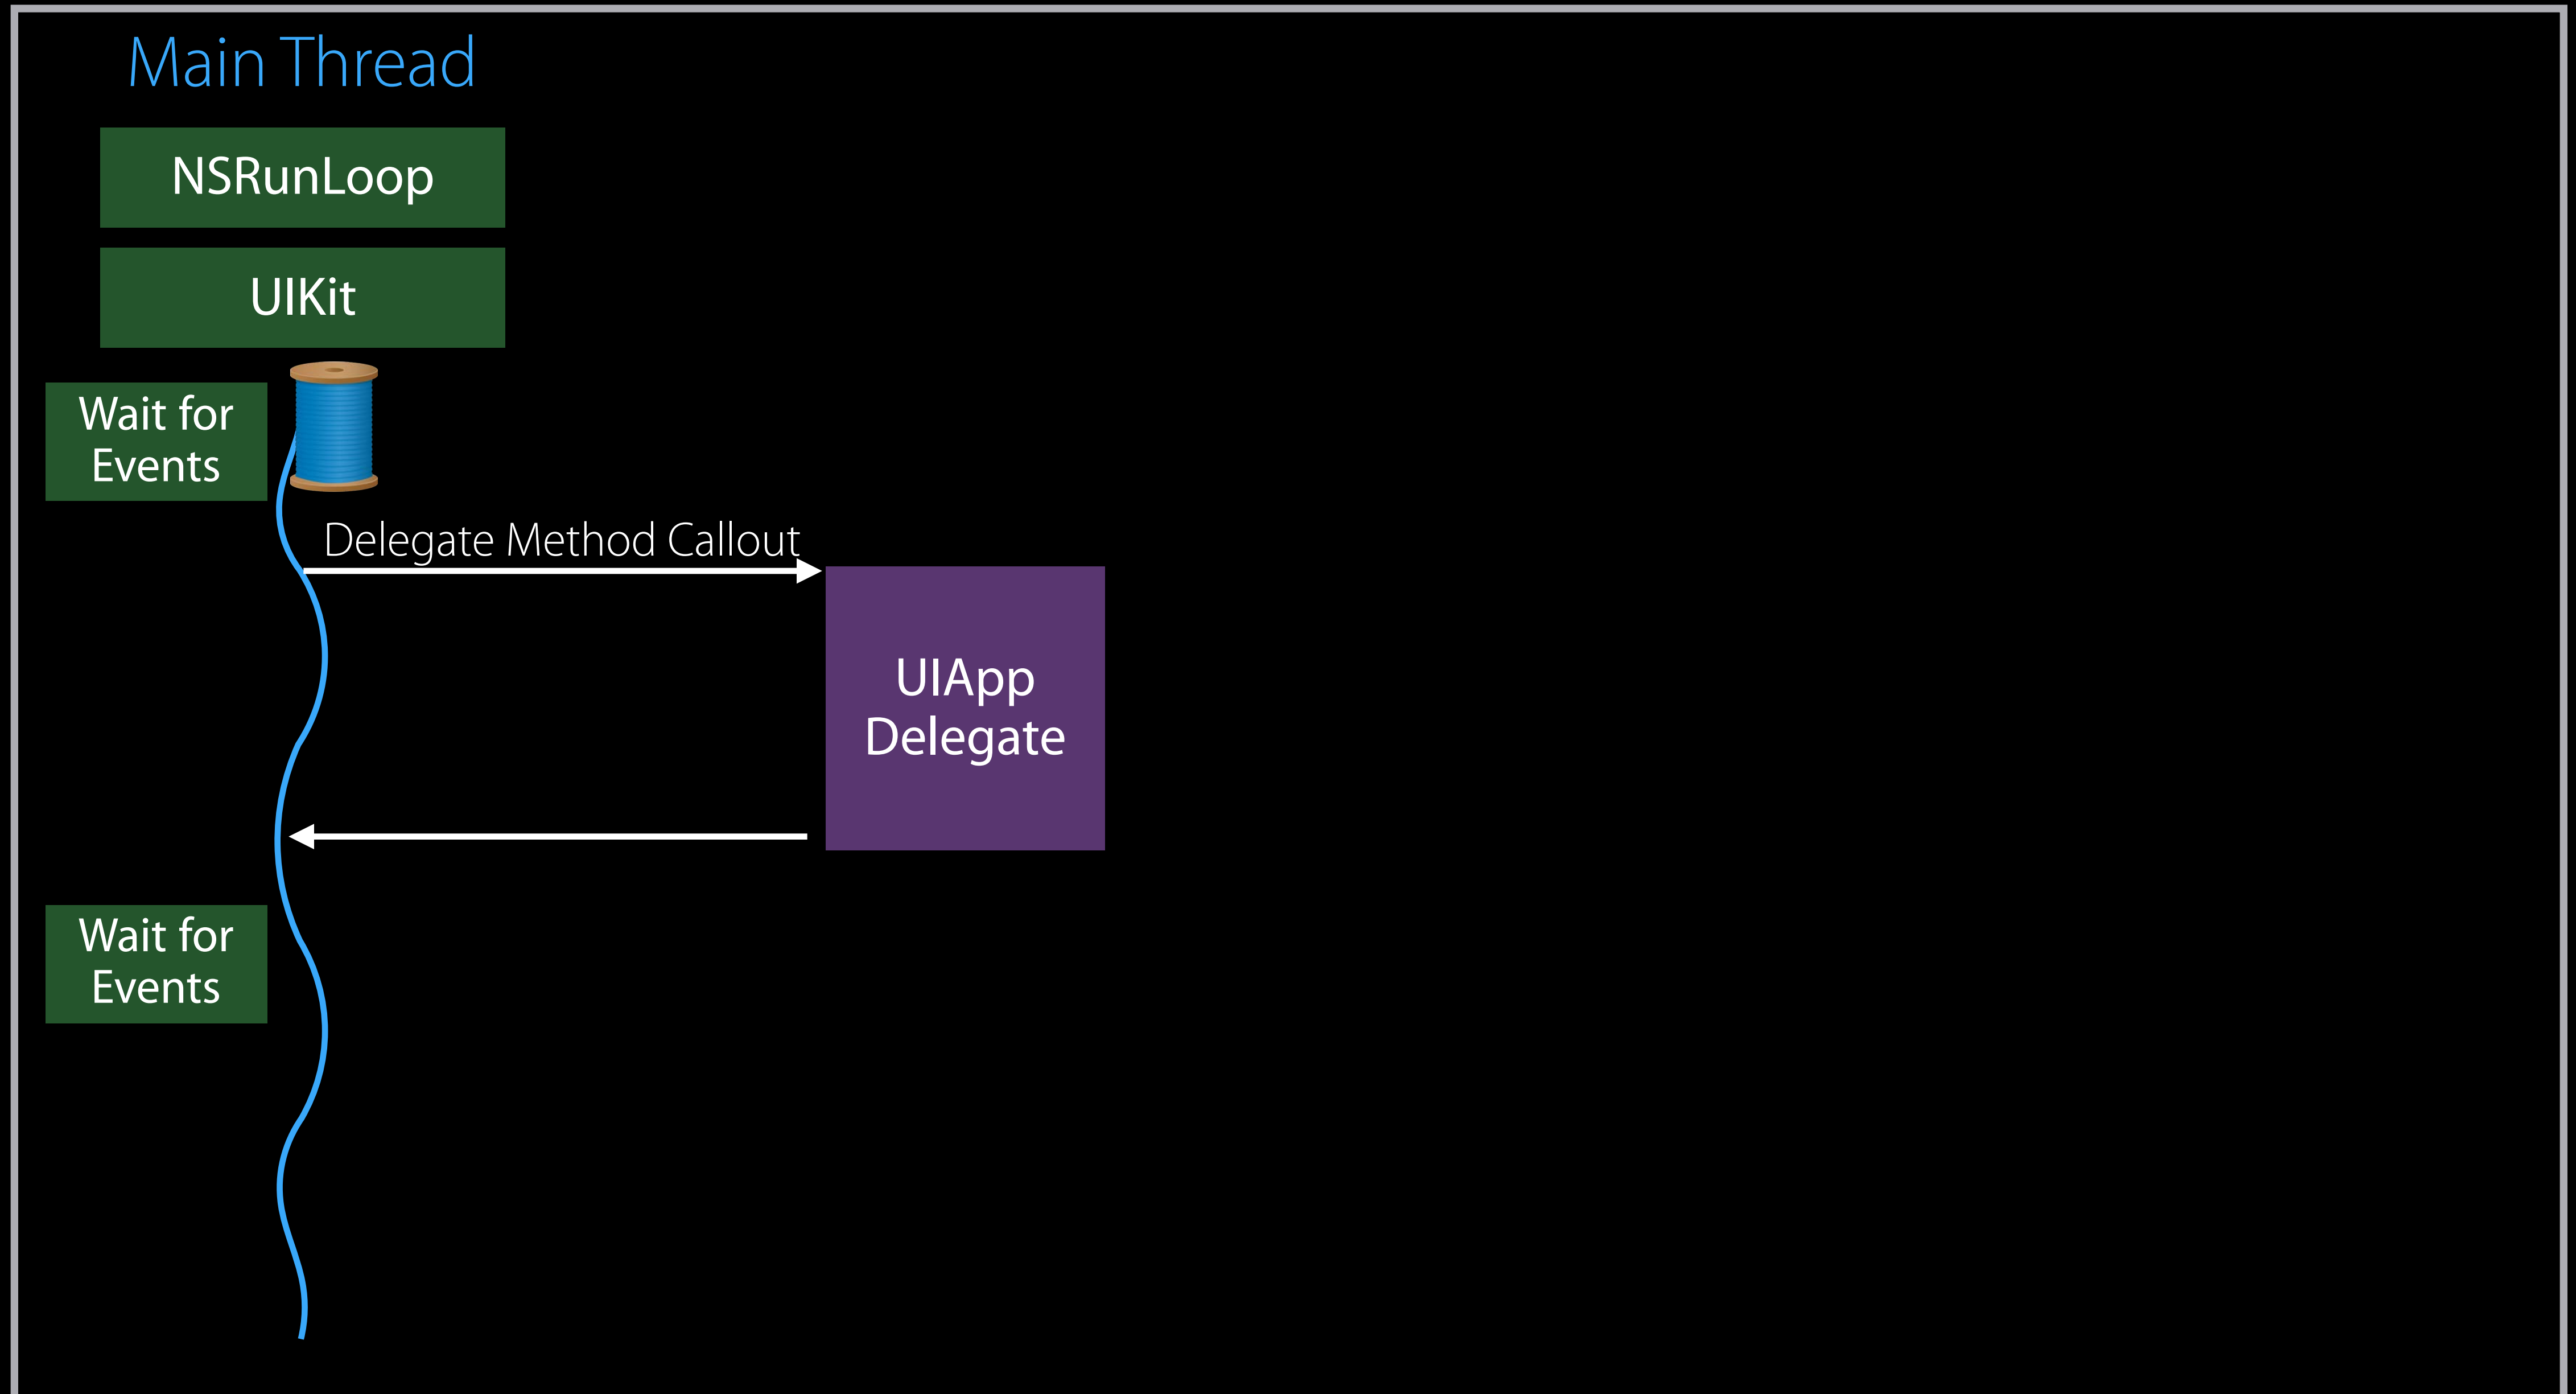 Main Thread
NSRunLoop
UIKit
Wait for
Events
Delegate Method Callout
UIApp
Delegate
Wait for
Events